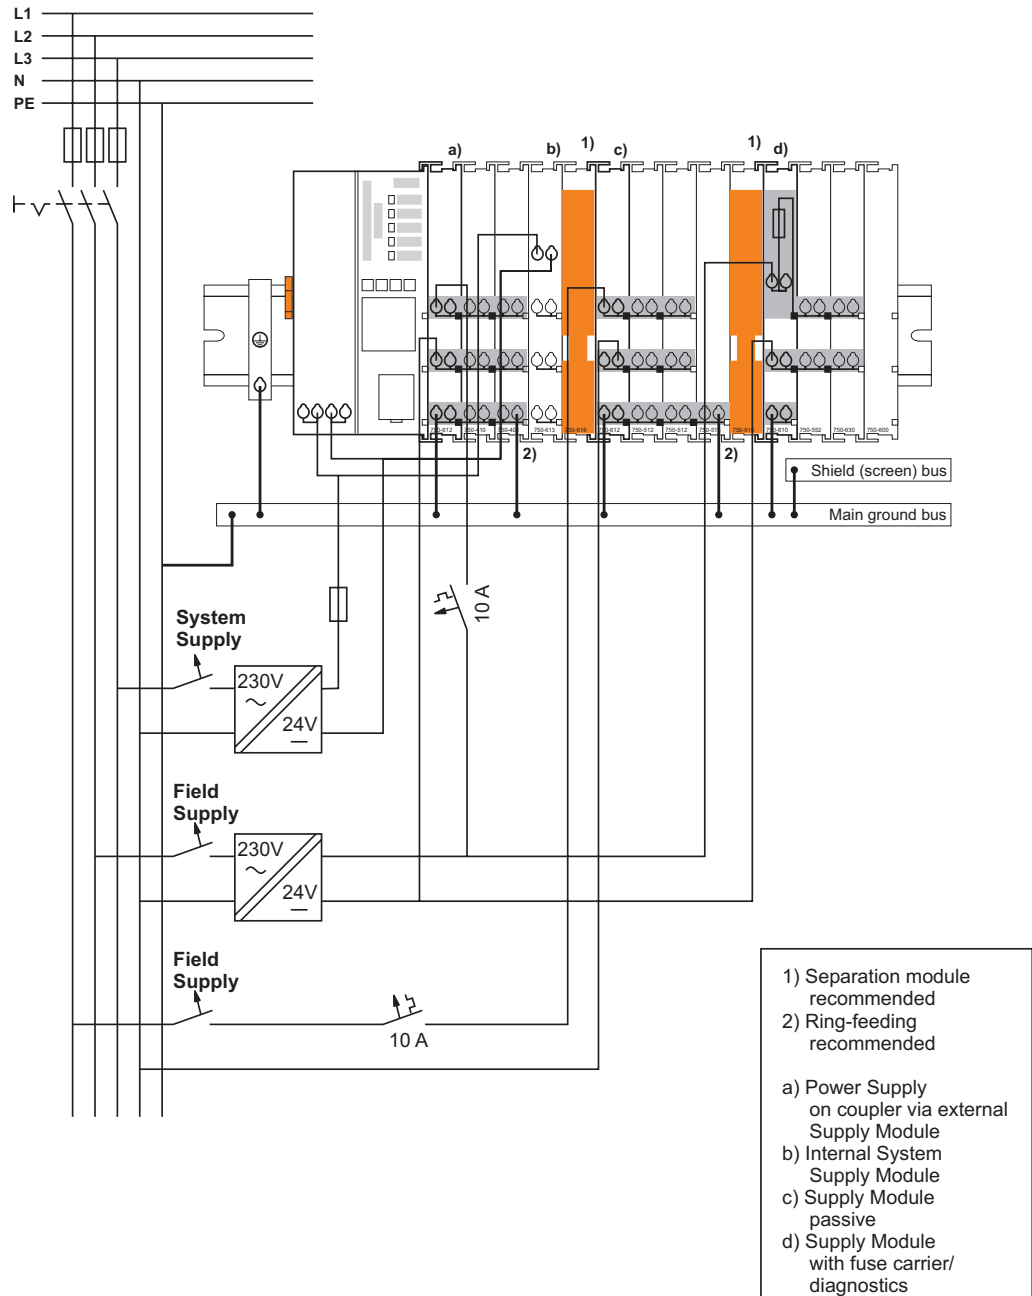 L1
L2
L3
N
PE
a)
b)
1)
c)
1)
d)
750-612
750-410
750-613
750-616
750-612
750-512
750-512
750-610
750-552
750-630
750-600
2)
2)
Shield (screen) bus
Main ground bus
10 A
System
Supply
230V
24V
Field
Supply
230V
24V
Field
Supply
10 A
1) Separation module
recommended
2) Ring-feeding
recommended
a) Power Supply
on coupler via external
Supply Module
b) Internal System
Supply Module
c) Supply Module
passive
d) Supply Module
with fuse carrier/
diagnostics